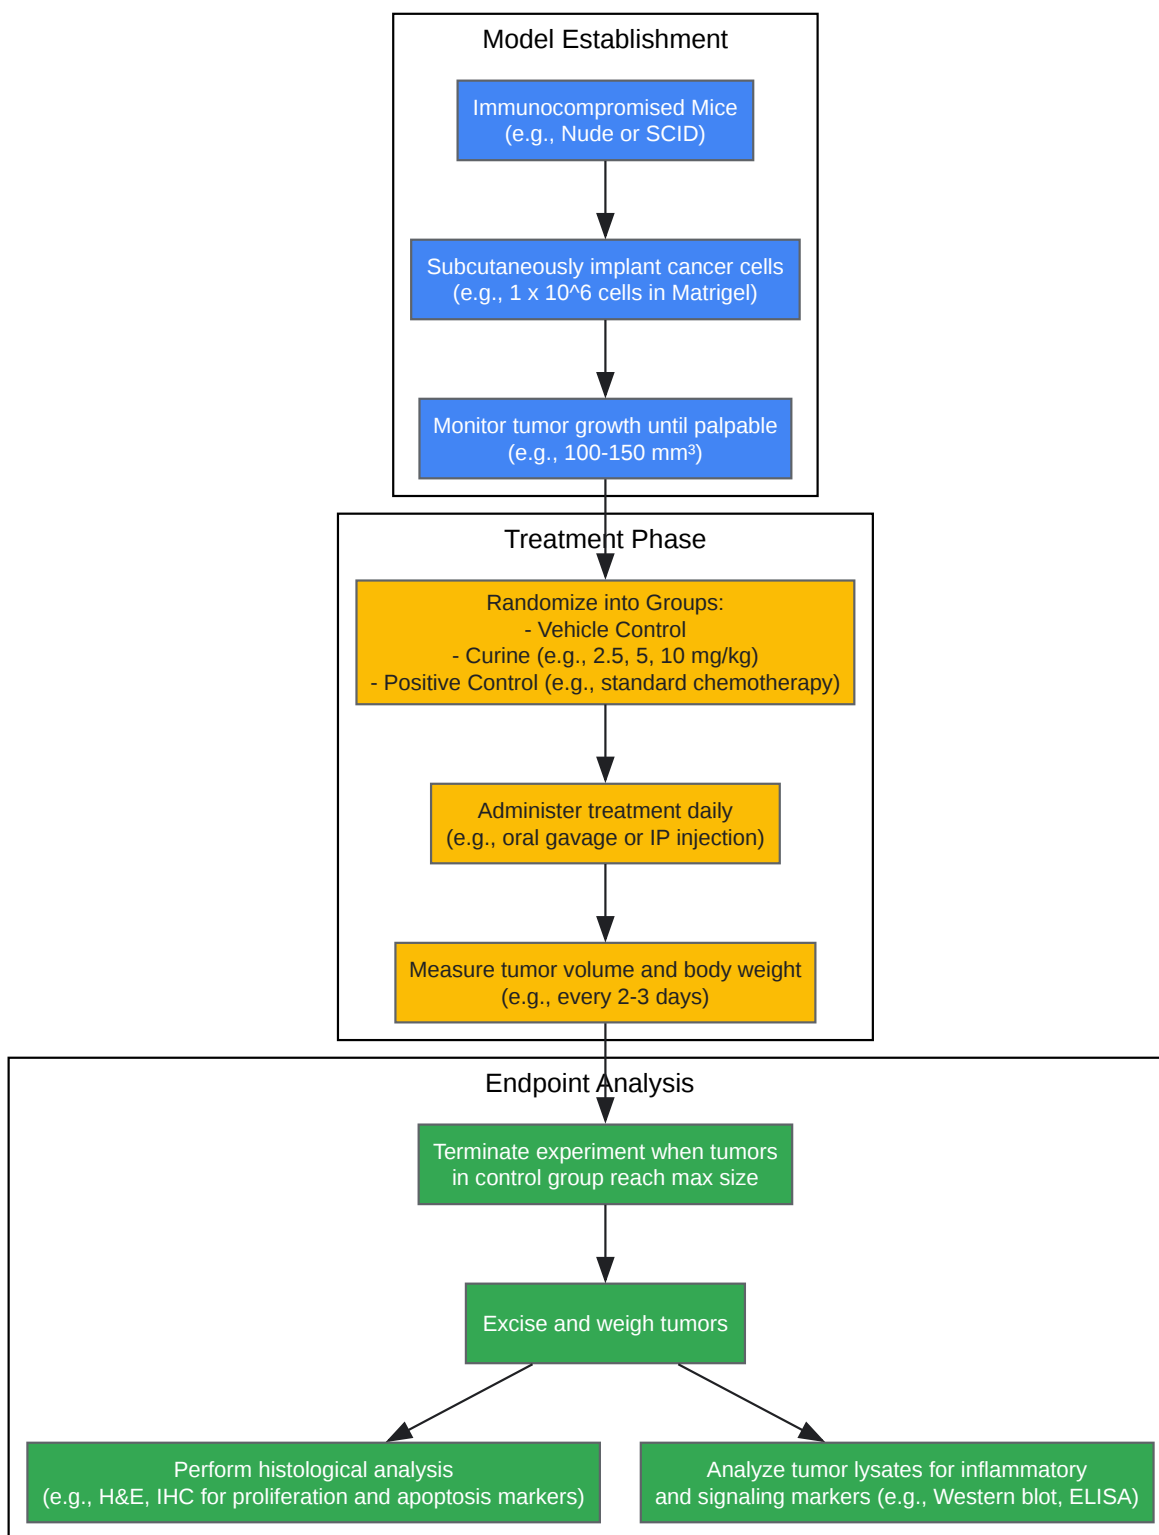 Model Establishment
Immunocompromised Mice
(e.g., Nude or SCID)
Subcutaneously implant cancer cells
(e.g., 1 x 10^6 cells in Matrigel)
Monitor tumor growth until palpable
(e.g., 100-150 mm³)
Treatment Phase
Randomize into Groups:
- Vehicle Control
- Curine (e.g., 2.5, 5, 10 mg/kg)
- Positive Control (e.g., standard chemotherapy)
Administer treatment daily
(e.g., oral gavage or IP injection)
Measure tumor volume and body weight
(e.g., every 2-3 days)
Endpoint Analysis
Terminate experiment when tumors
in control group reach max size
Excise and weigh tumors
Perform histological analysis
(e.g., H&E, IHC for proliferation and apoptosis markers)
Analyze tumor lysates for inflammatory
and signaling markers (e.g., Western blot, ELISA)